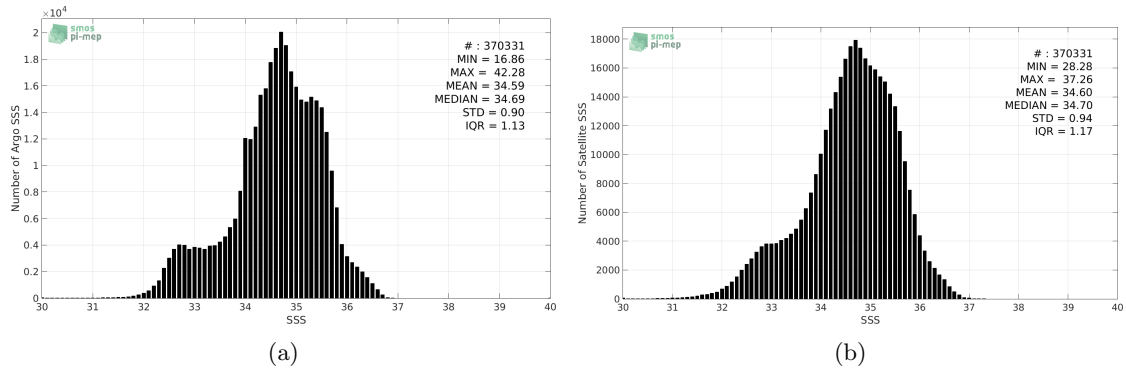 ×10⁴
smos
pi-mep
# : 370331
MIN = 16.86
MAX = 42.28
MEAN = 34.59
MEDIAN = 34.69
STD = 0.90
IQR = 1.13
Number of Argo SSS
2
1.8
1.6
1.4
1.2
1
0.8
0.6
0.4
0.2
0
30 31 32 33 34 35 36 37 38 39 40
SSS
(a)
smos
pi-mep
# : 370331
MIN = 28.28
MAX = 37.26
MEAN = 34.60
MEDIAN = 34.70
STD = 0.94
IQR = 1.17
Number of Satellite SSS
18000
16000
14000
12000
10000
8000
6000
4000
2000
0
30 31 32 33 34 35 36 37 38 39 40
SSS
(b)